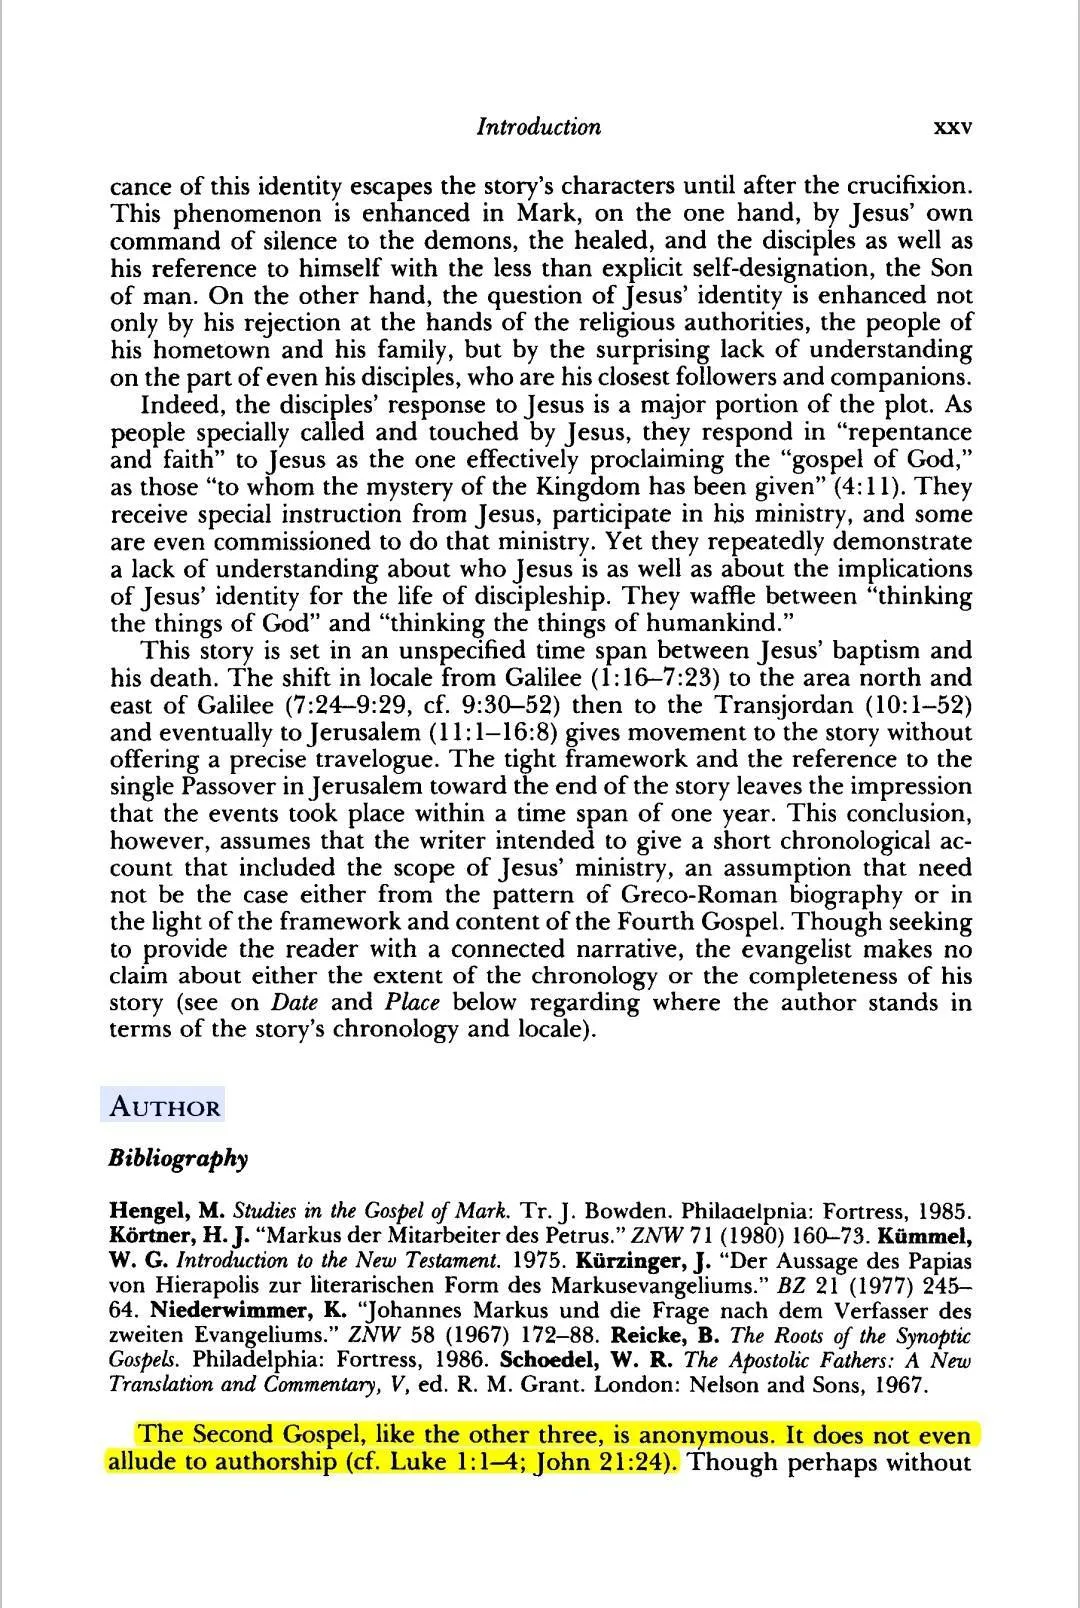 Introduction
xxv
cance of this identity escapes the story's characters until after the crucifixion.
This phenomenon is enhanced in Mark, on the one hand, by Jesus' own
command of silence to the demons, the healed, and the disciples as well as
his reference to himself with the less than explicit self-designation, the Son
of man. On the other hand, the question of Jesus' identity is enhanced not
only by his rejection at the hands of the religious authorities, the people of
his hometown and his family, but by the surprising lack of understanding
on the part of even his disciples, who are his closest followers and companions.
Indeed, the disciples' response to Jesus is a major portion of the plot. As
people specially called and touched by Jesus, they respond in “repentance
and faith” to Jesus as the one effectively proclaiming the “gospel of God,”
as those “to whom the mystery of the Kingdom has been given” (4:11). They
receive special instruction from Jesus, participate in his ministry, and some
are even commissioned to do that ministry. Yet they repeatedly demonstrate
a lack of understanding about who Jesus is as well as about the implications
of Jesus' identity for the life of discipleship. They waffle between “thinking
the things of God” and “thinking the things of humankind.”
This story is set in an unspecified time span between Jesus' baptism and
his death. The shift in locale from Galilee (1:16–7:23) to the area north and
east of Galilee (7:24–9:29, cf. 9:30–52) then to the Transjordan (10:1–52)
and eventually to Jerusalem (11:1–16:8) gives movement to the story without
offering a precise travelogue. The tight framework and the reference to the
single Passover in Jerusalem toward the end of the story leaves the impression
that the events took place within a time span of one year. This conclusion,
however, assumes that the writer intended to give a short chronological ac-
count that included the scope of Jesus' ministry, an assumption that need
not be the case either from the pattern of Greco-Roman biography or in
the light of the framework and content of the Fourth Gospel. Though seeking
to provide the reader with a connected narrative, the evangelist makes no
claim about either the extent of the chronology or the completeness of his
story (see on Date and Place below regarding where the author stands in
terms of the story's chronology and locale).
AUTHOR
Bibliography
Hengel, M. Studies in the Gospel of Mark. Tr. J. Bowden. Philadelphia: Fortress, 1985.
Körtner, H. J. “Markus der Mitarbeiter des Petrus.” ZNW 71 (1980) 160–73. Kümmel,
W. G. Introduction to the New Testament. 1975. Kürzinger, J. “Der Aussage des Papias
von Hierapolis zur literarischen Form des Markusevangeliums.” BZ 21 (1977) 245–
64. Niederwimmer, K. “Johannes Markus und die Frage nach dem Verfasser des
zweiten Evangeliums.” ZNW 58 (1967) 172–88. Reicke, B. The Roots of the Synoptic
Gospels. Philadelphia: Fortress, 1986. Schoedel, W. R. The Apostolic Fathers: A New
Translation and Commentary, V, ed. R. M. Grant. London: Nelson and Sons, 1967.
The Second Gospel, like the other three, is anonymous. It does not even
allude to authorship (cf. Luke 1:1–4; John 21:24). Though perhaps without